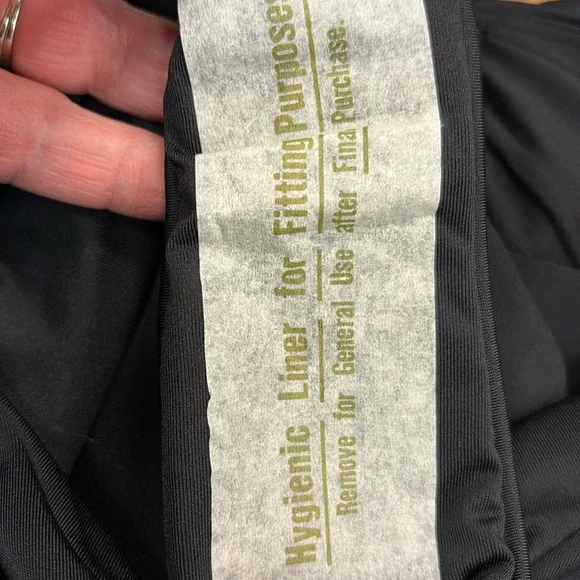 Hygienic Liner for Fitting Purposes
Remove for General Use after Fina Purchase.